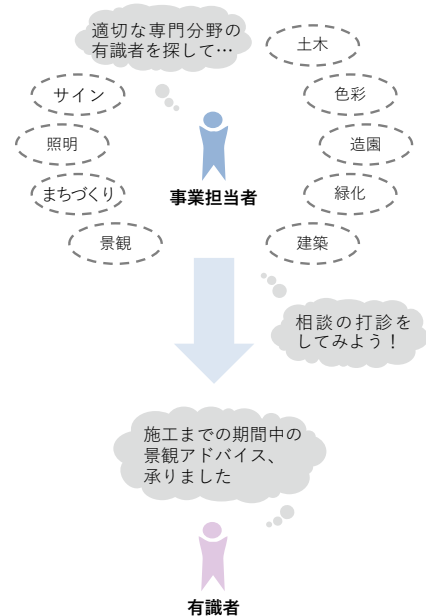 適切な専門分野の
有識者を探して…
土木
サイン
色彩
照明
造園
まちづくり
緑化
事業担当者
景観
建築
相談の打診を
してみよう！
施工までの期間中の
景観アドバイス、
承りました
有識者